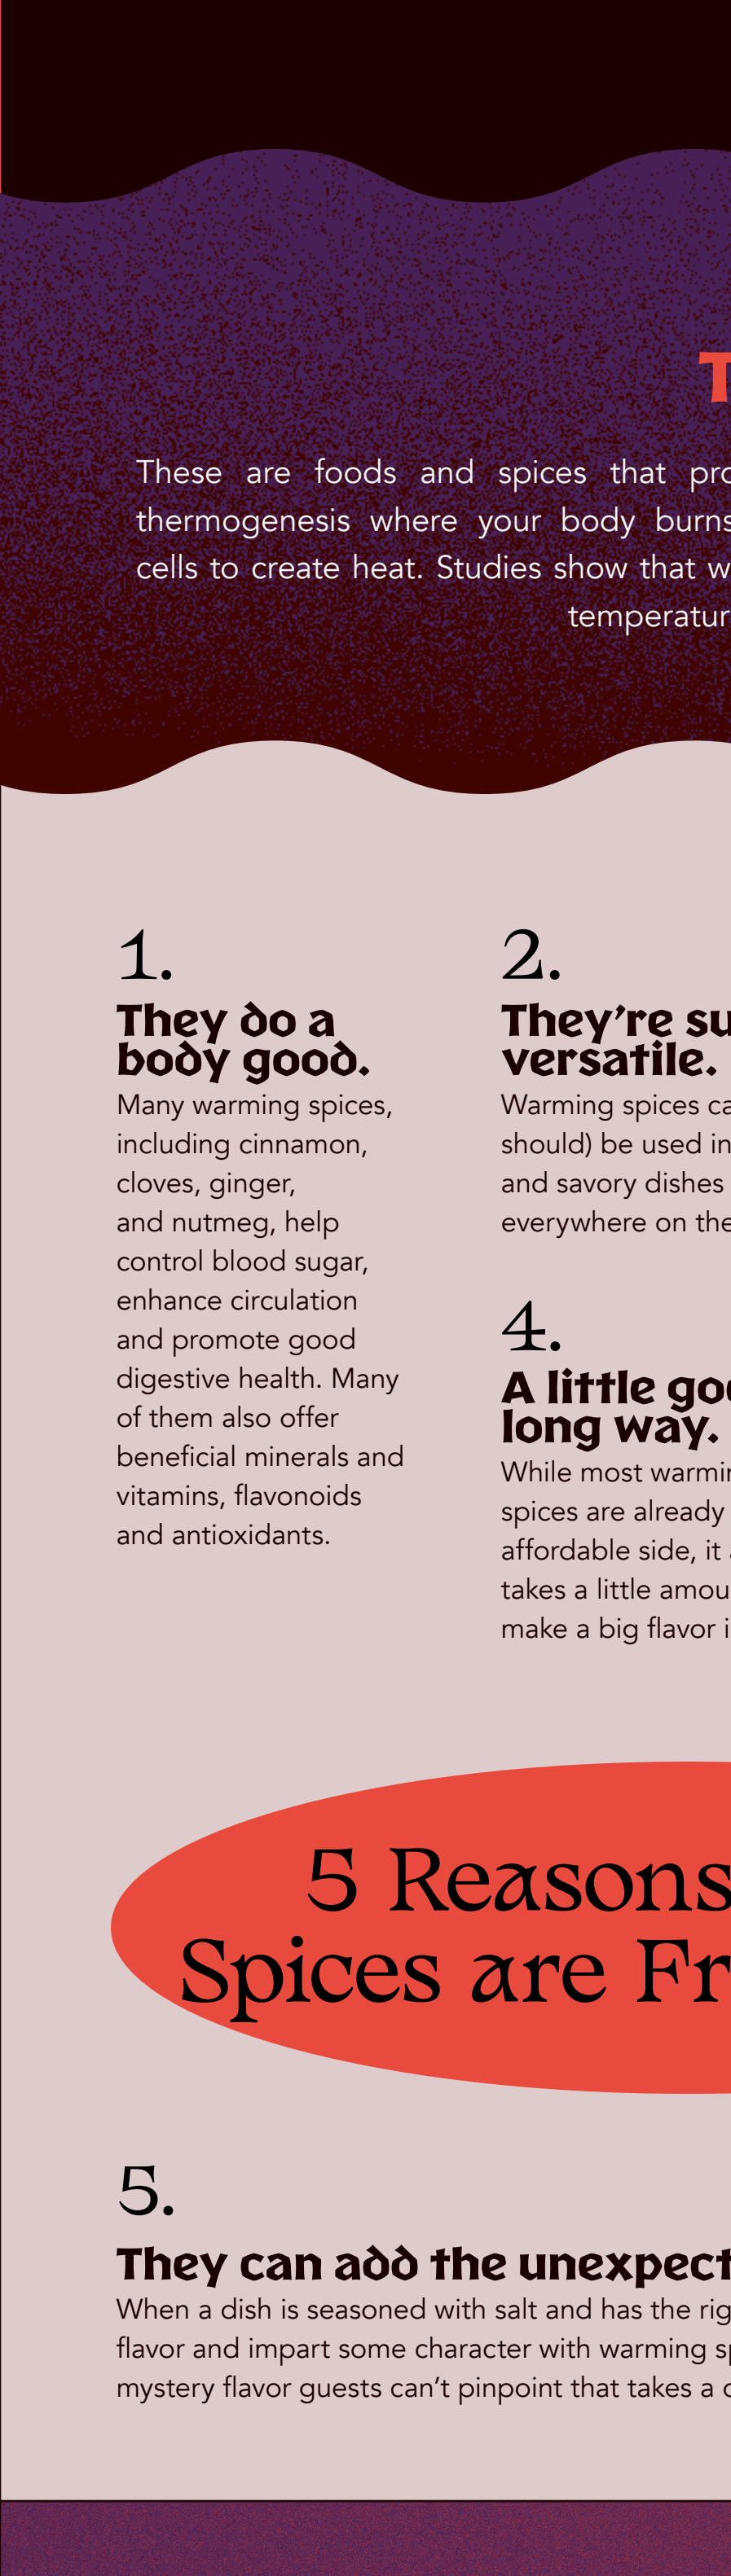 T
These are foods and spices that pro
thermogenesis where your body burns
cells to create heat. Studies show that w
temperatur
1.
They do a
body good.
Many warming spices,
including cinnamon,
cloves, ginger,
and nutmeg, help
control blood sugar,
enhance circulation
and promote good
digestive health. Many
of them also offer
beneficial minerals and
vitamins, flavonoids
and antioxidants.
2.
They’re su
versatile.
Warming spices ca
should) be used in
and savory dishes
everywhere on the
4.
A little goe
long way.
While most warmin
spices are already
affordable side, it a
takes a little amou
make a big flavor i
5 Reasons
Spices are Fr
5.
They can add the unexpect
When a dish is seasoned with salt and has the rig
flavor and impart some character with warming sp
mystery flavor guests can’t pinpoint that takes a d